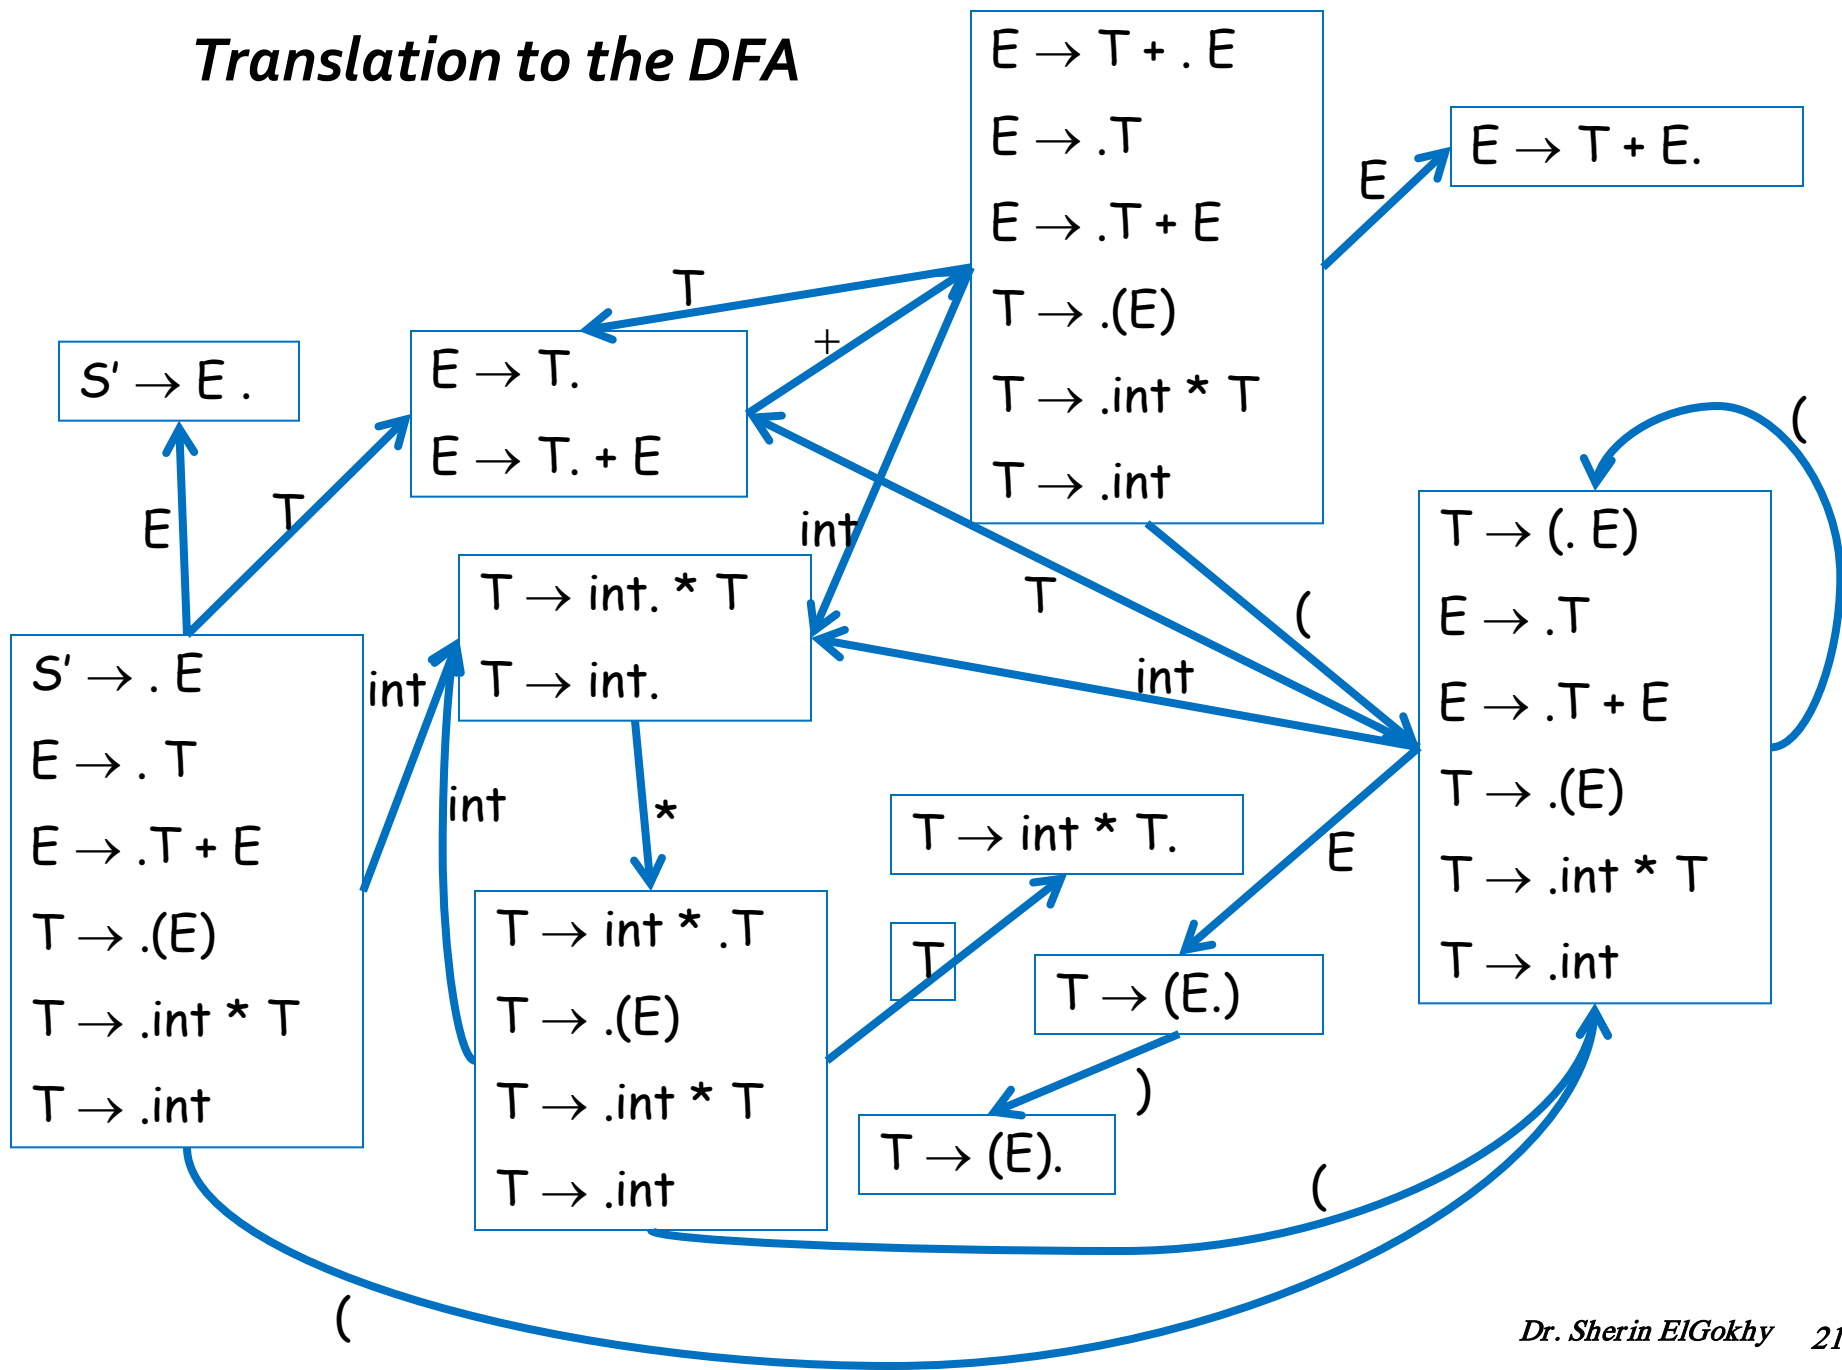 Translation to the DFA
E → T + . E
E → .T
E → .T + E
T → .(E)
T → .int * T
T → .int
E → T + E.
E
T
+
S' → E .
E → T.
E → T. + E
(
E
T
int
T → int. * T
T → int.
T
(
int
T → (. E)
E → .T
E → .T + E
T → .(E)
T → .int * T
T → .int
S' → . E
E → . T
E → .T + E
T → .(E)
T → .int * T
T → .int
int
int
*
T → int * T.
E
T → int * .T
T → .(E)
T → .int * T
T → .int
T
T → (E.)
)
T → (E).
(
(
Dr. Sherin ElGokhy
21